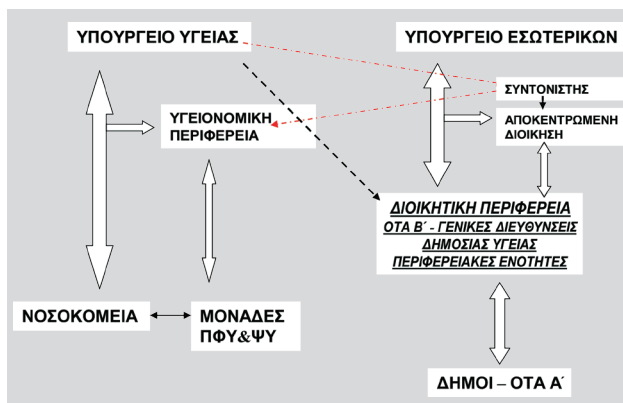 ΥΠΟΥΡΓΕΙΟ ΥΓΕΙΑΣ
ΥΠΟΥΡΓΕΙΟ ΕΣΩΤΕΡΙΚΩΝ
ΣΥΝΤΟΝΙΣΤΗΣ
ΥΓΕΙΟΝΟΜΙΚΗ
ΠΕΡΙΦΕΡΕΙΑ
ΑΠΟΚΕΝΤΡΩΜΕΝΗ
ΔΙΟΙΚΗΣΗ
ΔΙΟΙΚΗΤΙΚΗ ΠΕΡΙΦΕΡΕΙΑ
ΟΤΑ Β΄ - ΓΕΝΙΚΕΣ ΔΙΕΥΘΥΝΣΕΙΣ
ΔΗΜΟΣΙΑΣ ΥΓΕΙΑΣ
ΠΕΡΙΦΕΡΕΙΑΚΕΣ ΕΝΟΤΗΤΕΣ
ΝΟΣΟΚΟΜΕΙΑ
ΜΟΝΑΔΕΣ
ΠΦΥ&ΨΥ
ΔΗΜΟΙ – ΟΤΑ Α΄